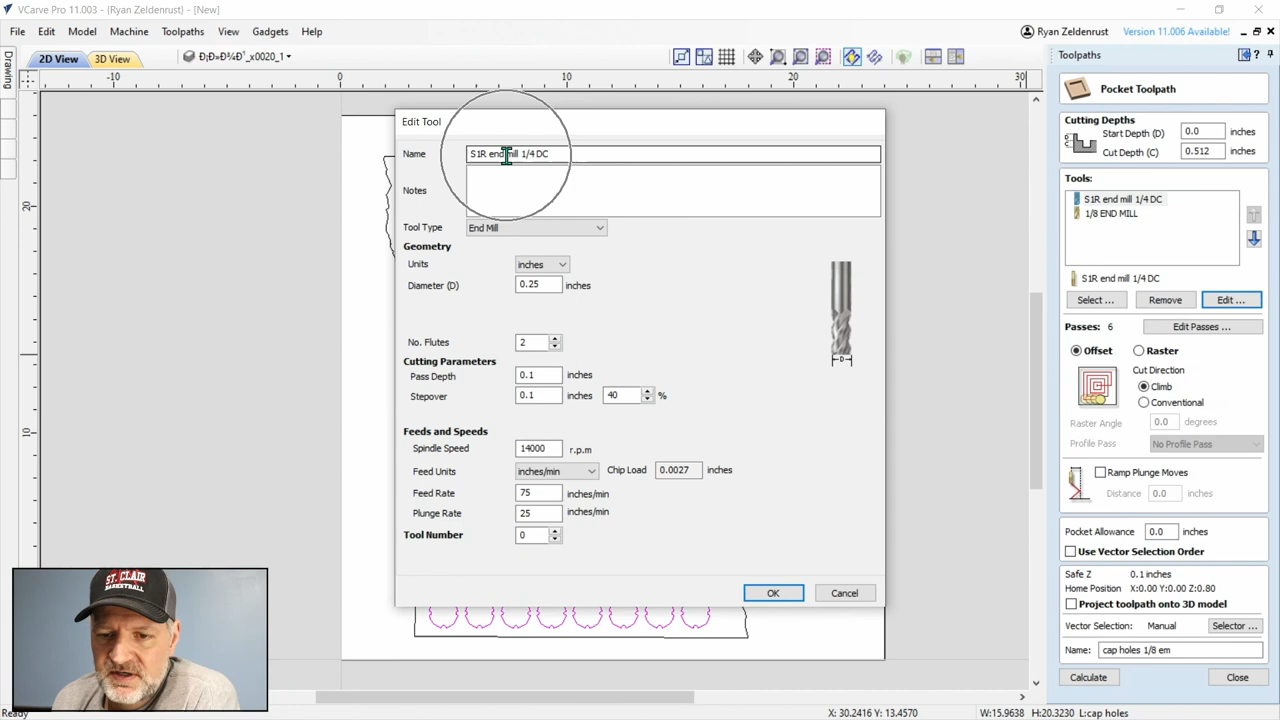 VCarve Pro 11.003 - [New]
File Edit Model Machine Toolpaths View Gadgets Help
Ryan Zeldenrust Version 11.006 Available!
Drawing
2D View 3D View Ð¡Ð»Ð¾Ð¹_x0020_1
-10 0 10 20 30
20
10
Edit Tool
Name S1R end mill 1/4 DC
Notes
Tool Type End Mill
Geometry
Units inches
Diameter (D) 0.25 inches
D
No. Flutes 2
Cutting Parameters
Pass Depth 0.1 inches
Stepover 0.1 inches 40 %
Feeds and Speeds
Spindle Speed 14000 r.p.m
Feed Units inches/min Chip Load 0.0027 inches
Feed Rate 75 inches/min
Plunge Rate 25 inches/min
Tool Number 0
OK Cancel
Toolpaths
Pocket Toolpath
Cutting Depths
Start Depth (D) 0.0 inches
Cut Depth (C) 0.512 inches
Tools:
S1R end mill 1/4 DC
1/8 END MILL
S1R end mill 1/4 DC
Select ... Remove Edit ...
Passes: 6 Edit Passes ...
Offset Raster
Cut Direction
Climb
Conventional
Raster Angle 0.0 degrees
Profile Pass No Profile Pass
Ramp Plunge Moves
Distance 0.0 inches
Pocket Allowance 0.0 inches
Use Vector Selection Order
Safe Z 0.1 inches
Home Position X:0.00 Y:0.00 Z:0.80
Project toolpath onto 3D model
Vector Selection: Manual Selector ...
Name: cap holes 1/8 em
Calculate Close
ST. CLAIR
BASKETBALL
Ready
X: 30.2416 Y: 13.4570 W:15.9638 H:20.3230 L:cap holes